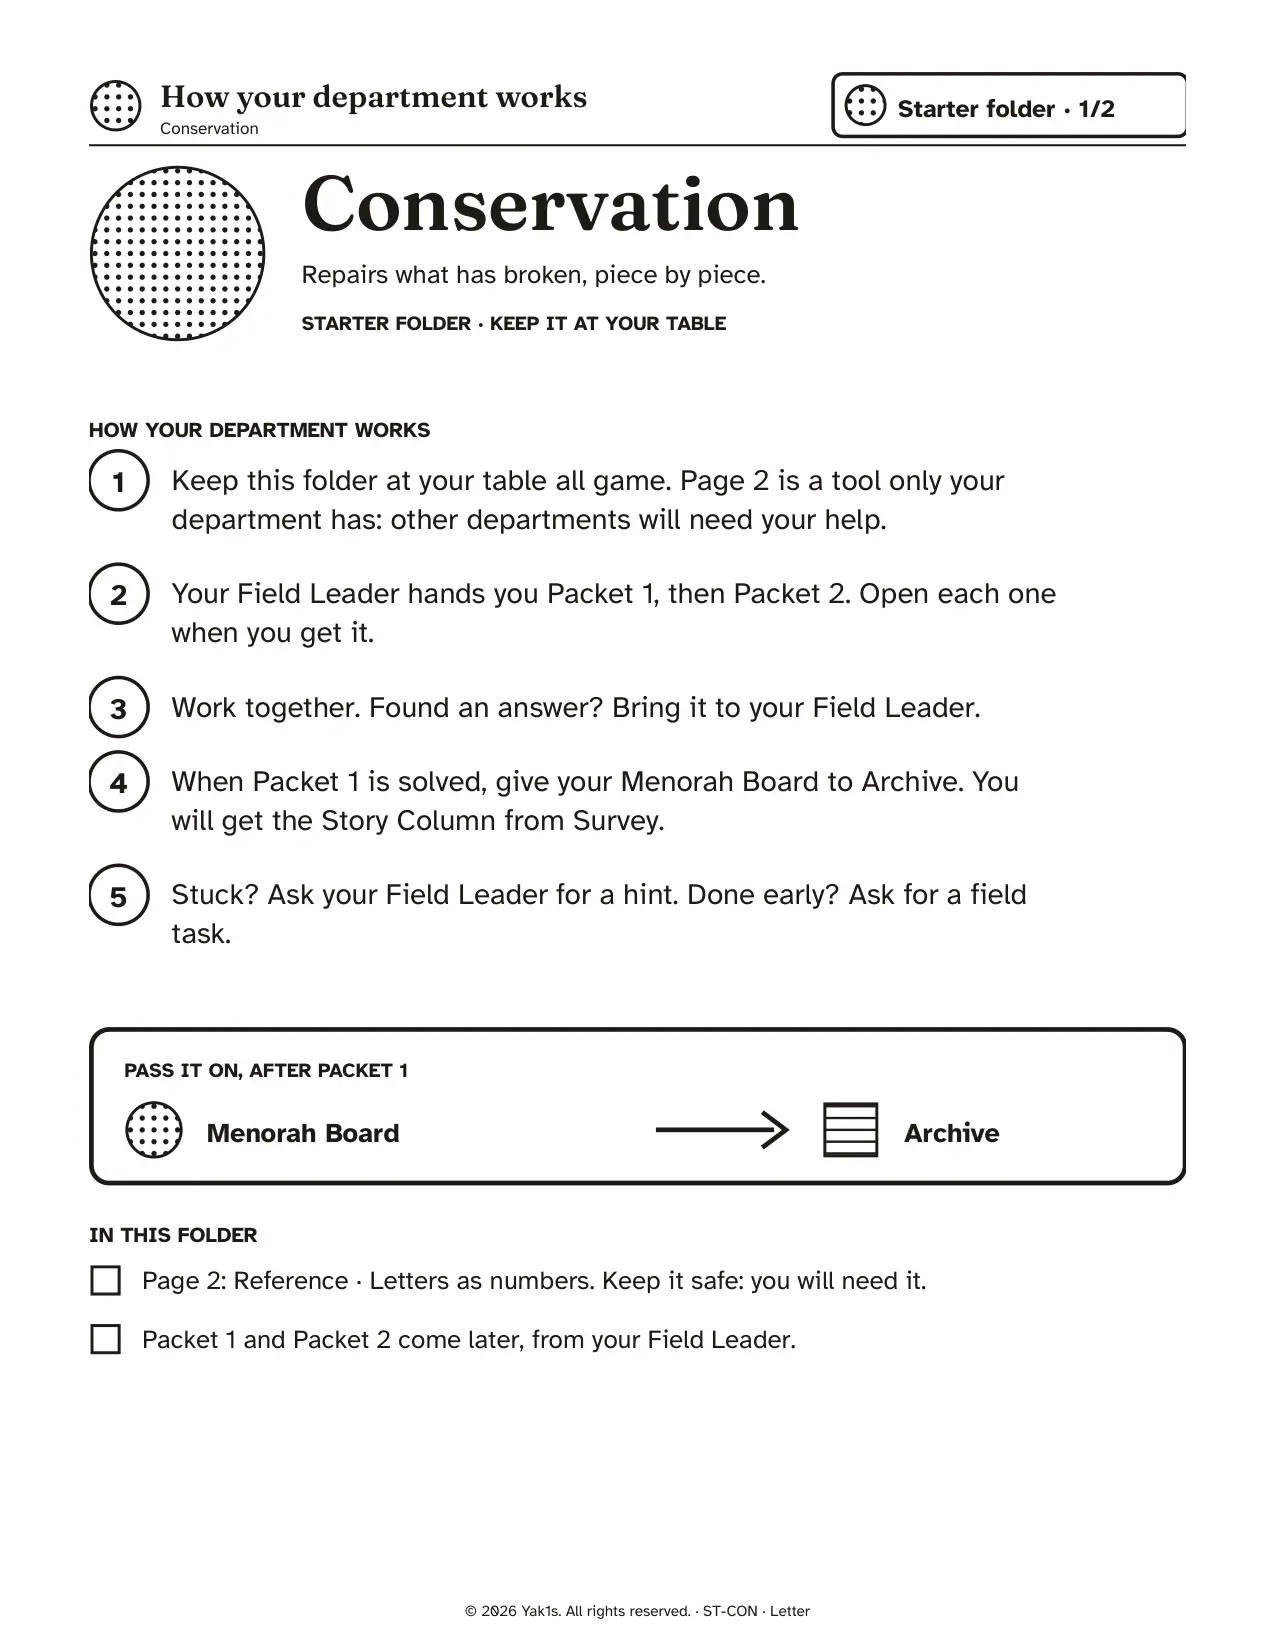 How your department works
Conservation
Starter folder · 1/2
Conservation
Repairs what has broken, piece by piece.
STARTER FOLDER · KEEP IT AT YOUR TABLE
HOW YOUR DEPARTMENT WORKS
1 Keep this folder at your table all game. Page 2 is a tool only your
department has: other departments will need your help.
2 Your Field Leader hands you Packet 1, then Packet 2. Open each one
when you get it.
3 Work together. Found an answer? Bring it to your Field Leader.
4 When Packet 1 is solved, give your Menorah Board to Archive. You
will get the Story Column from Survey.
5 Stuck? Ask your Field Leader for a hint. Done early? Ask for a field
task.
PASS IT ON, AFTER PACKET 1
Menorah Board Archive
IN THIS FOLDER
Page 2: Reference · Letters as numbers. Keep it safe: you will need it.
Packet 1 and Packet 2 come later, from your Field Leader.
© 2026 Yak1s. All rights reserved. · ST-CON · Letter